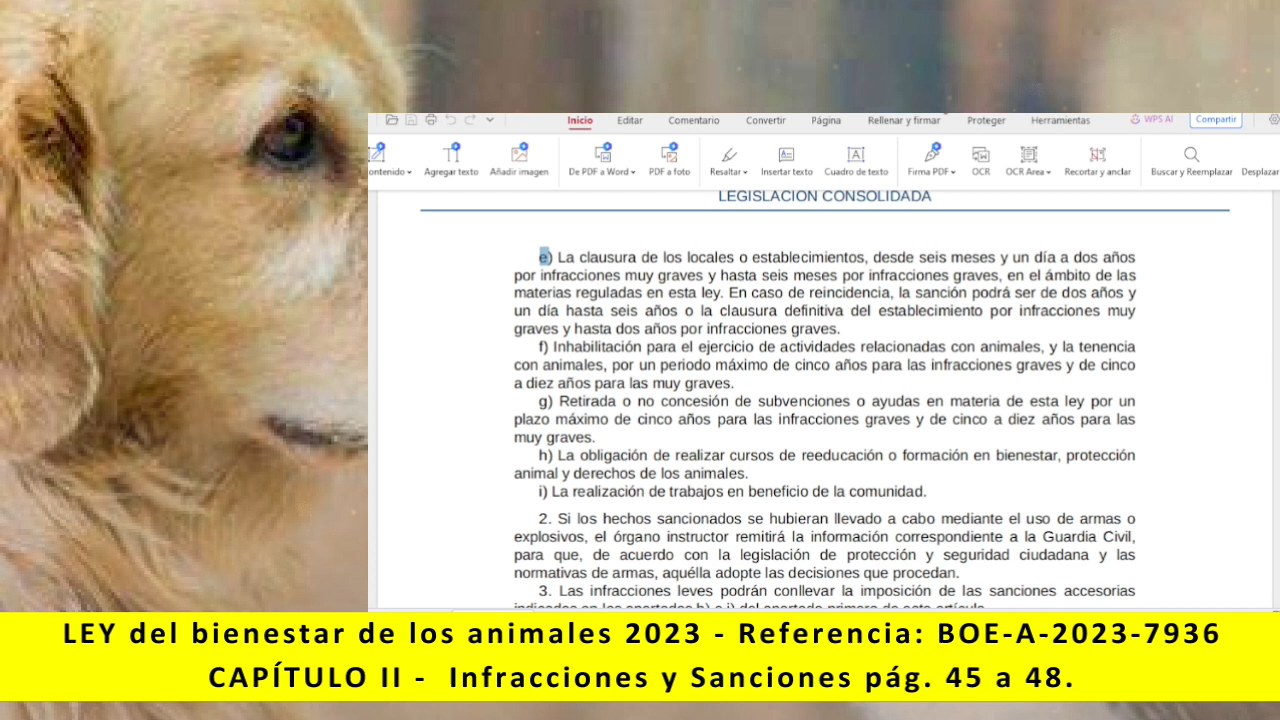 Inicio Editar Comentario Convertir Página Rellenar y firmar Proteger Herramientas WPS AI Compartir
ontenido Agregar texto Añadir imagen De PDF a Word PDF a foto Resaltar Insertar texto Cuadro de texto Firma PDF OCR OCR Area Recortar y anclar Buscar y Reemplazar Desplazar
LEGISLACIÓN CONSOLIDADA
e) La clausura de los locales o establecimientos, desde seis meses y un día a dos años
por infracciones muy graves y hasta seis meses por infracciones graves, en el ámbito de las
materias reguladas en esta ley. En caso de reincidencia, la sanción podrá ser de dos años y
un día hasta seis años o la clausura definitiva del establecimiento por infracciones muy
graves y hasta dos años por infracciones graves.
f) Inhabilitación para el ejercicio de actividades relacionadas con animales, y la tenencia
con animales, por un periodo máximo de cinco años para las infracciones graves y de cinco
a diez años para las muy graves.
g) Retirada o no concesión de subvenciones o ayudas en materia de esta ley por un
plazo máximo de cinco años para las infracciones graves y de cinco a diez años para las
muy graves.
h) La obligación de realizar cursos de reeducación o formación en bienestar, protección
animal y derechos de los animales.
i) La realización de trabajos en beneficio de la comunidad.
2. Si los hechos sancionados se hubieran llevado a cabo mediante el uso de armas o
explosivos, el órgano instructor remitirá la información correspondiente a la Guardia Civil,
para que, de acuerdo con la legislación de protección y seguridad ciudadana y las
normativas de armas, aquélla adopte las decisiones que procedan.
3. Las infracciones leves podrán conllevar la imposición de las sanciones accesorias
indicadas en los apartados h) e i) del apartado primero de este artículo.
LEY del bienestar de los animales 2023 - Referencia: BOE-A-2023-7936
CAPÍTULO II - Infracciones y Sanciones pág. 45 a 48.